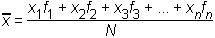 x̅ = (x₁f₁ + x₂f₂ + x₃f₃ + ... + xₙfₙ) / N